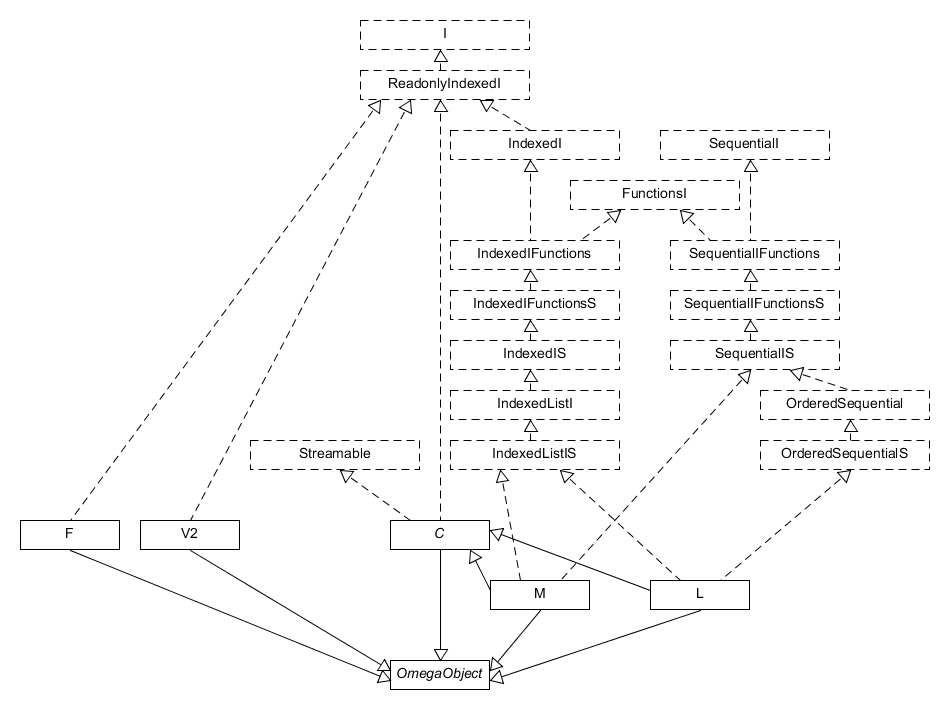 I
ReadonlyIndexedI
IndexedI
SequentialI
FunctionsI
IndexedIFunctions
SequentialIFunctions
IndexedIFunctionsS
SequentialIFunctionsS
IndexedIS
SequentialIS
IndexedListI
OrderedSequential
Streamable
IndexedListIS
OrderedSequentialS
F
V2
C
M
L
OmegaObject